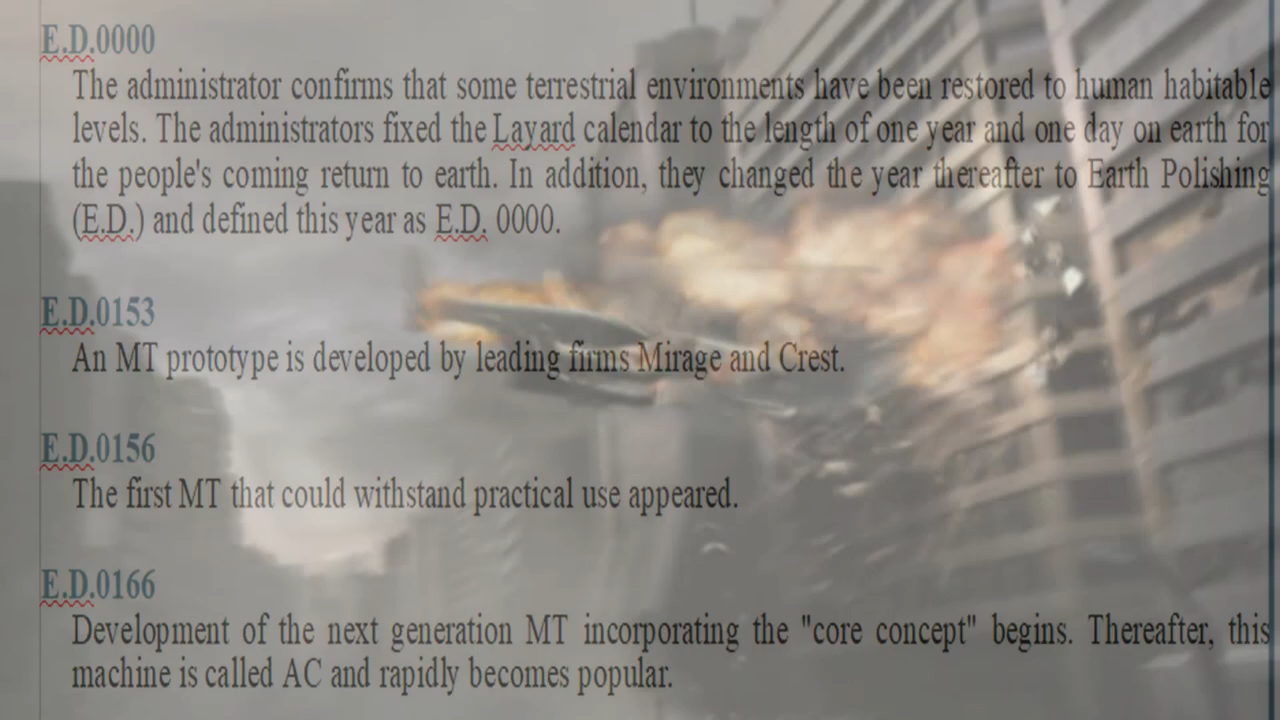 E.D.0000
The administrator confirms that some terrestrial environments have been restored to human habitable
levels. The administrators fixed the Layard calendar to the length of one year and one day on earth for
the people's coming return to earth. In addition, they changed the year thereafter to Earth Polishing
(E.D.) and defined this year as E.D. 0000.
E.D.0153
An MT prototype is developed by leading firms Mirage and Crest.
E.D.0156
The first MT that could withstand practical use appeared.
E.D.0166
Development of the next generation MT incorporating the "core concept" begins. Thereafter, this
machine is called AC and rapidly becomes popular.